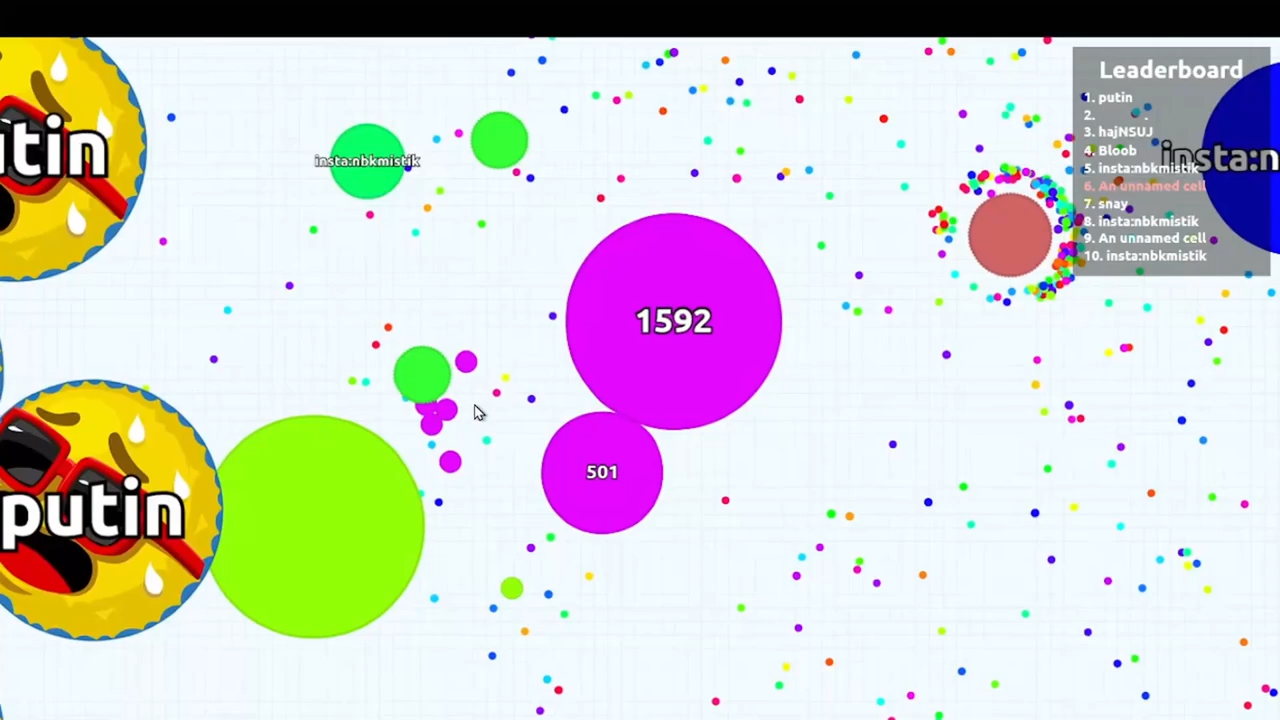 utin
insta:nbkmistik
1592
501
putin
insta:n
Leaderboard
1. putin
2. .
3. hajNSUJ
4. Bloob
5. insta:nbkmistik
6. An unnamed cell
7. snay
8. insta:nbkmistik
9. An unnamed cell
10. insta:nbkmistik